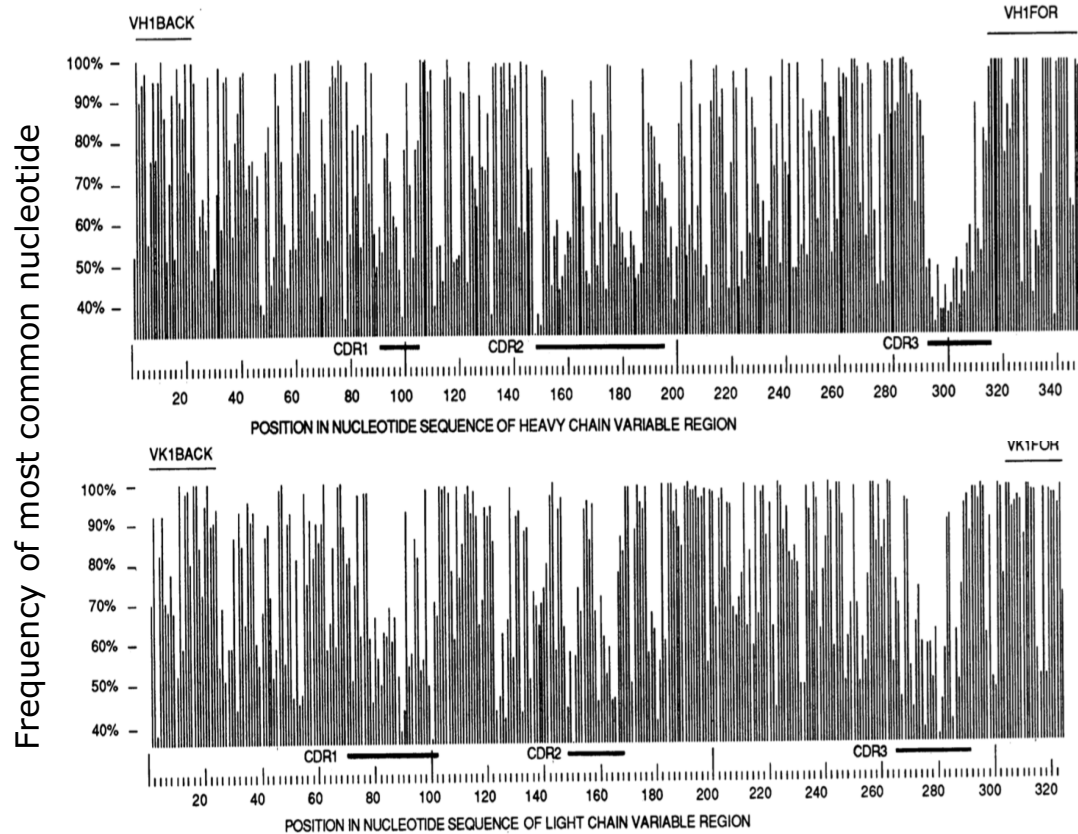 Frequency of most common nucleotide
VH1BACK
VH1FOR
100%
90%
80%
70%
60%
50%
40%
CDR1
CDR2
CDR3
20 40 60 80 100 120 140 160 180 200 220 240 260 280 300 320 340
POSITION IN NUCLEOTIDE SEQUENCE OF HEAVY CHAIN VARIABLE REGION
VK1BACK
VK1FOR
100%
90%
80%
70%
60%
50%
40%
CDR1
CDR2
CDR3
20 40 60 80 100 120 140 160 180 200 220 240 260 280 300 320
POSITION IN NUCLEOTIDE SEQUENCE OF LIGHT CHAIN VARIABLE REGION